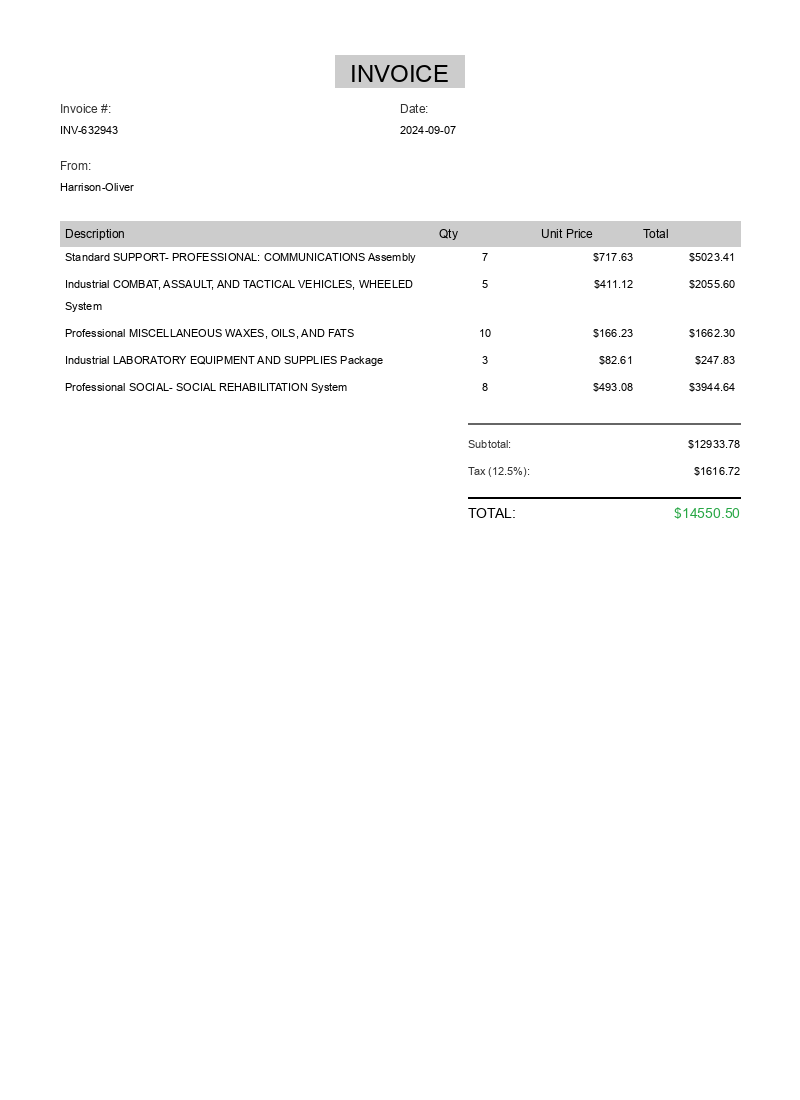 INVOICE
Invoice #: Date:
INV-632943 2024-09-07
From:
Harrison-Oliver
Description Qty Unit Price Total
Standard SUPPORT- PROFESSIONAL: COMMUNICATIONS Assembly 7 $717.63 $5023.41
Industrial COMBAT, ASSAULT, AND TACTICAL VEHICLES, WHEELED 5 $411.12 $2055.60
System
Professional MISCELLANEOUS WAXES, OILS, AND FATS 10 $166.23 $1662.30
Industrial LABORATORY EQUIPMENT AND SUPPLIES Package 3 $82.61 $247.83
Professional SOCIAL- SOCIAL REHABILITATION System 8 $493.08 $3944.64
Subtotal: $12933.78
Tax (12.5%): $1616.72
TOTAL: $14550.50